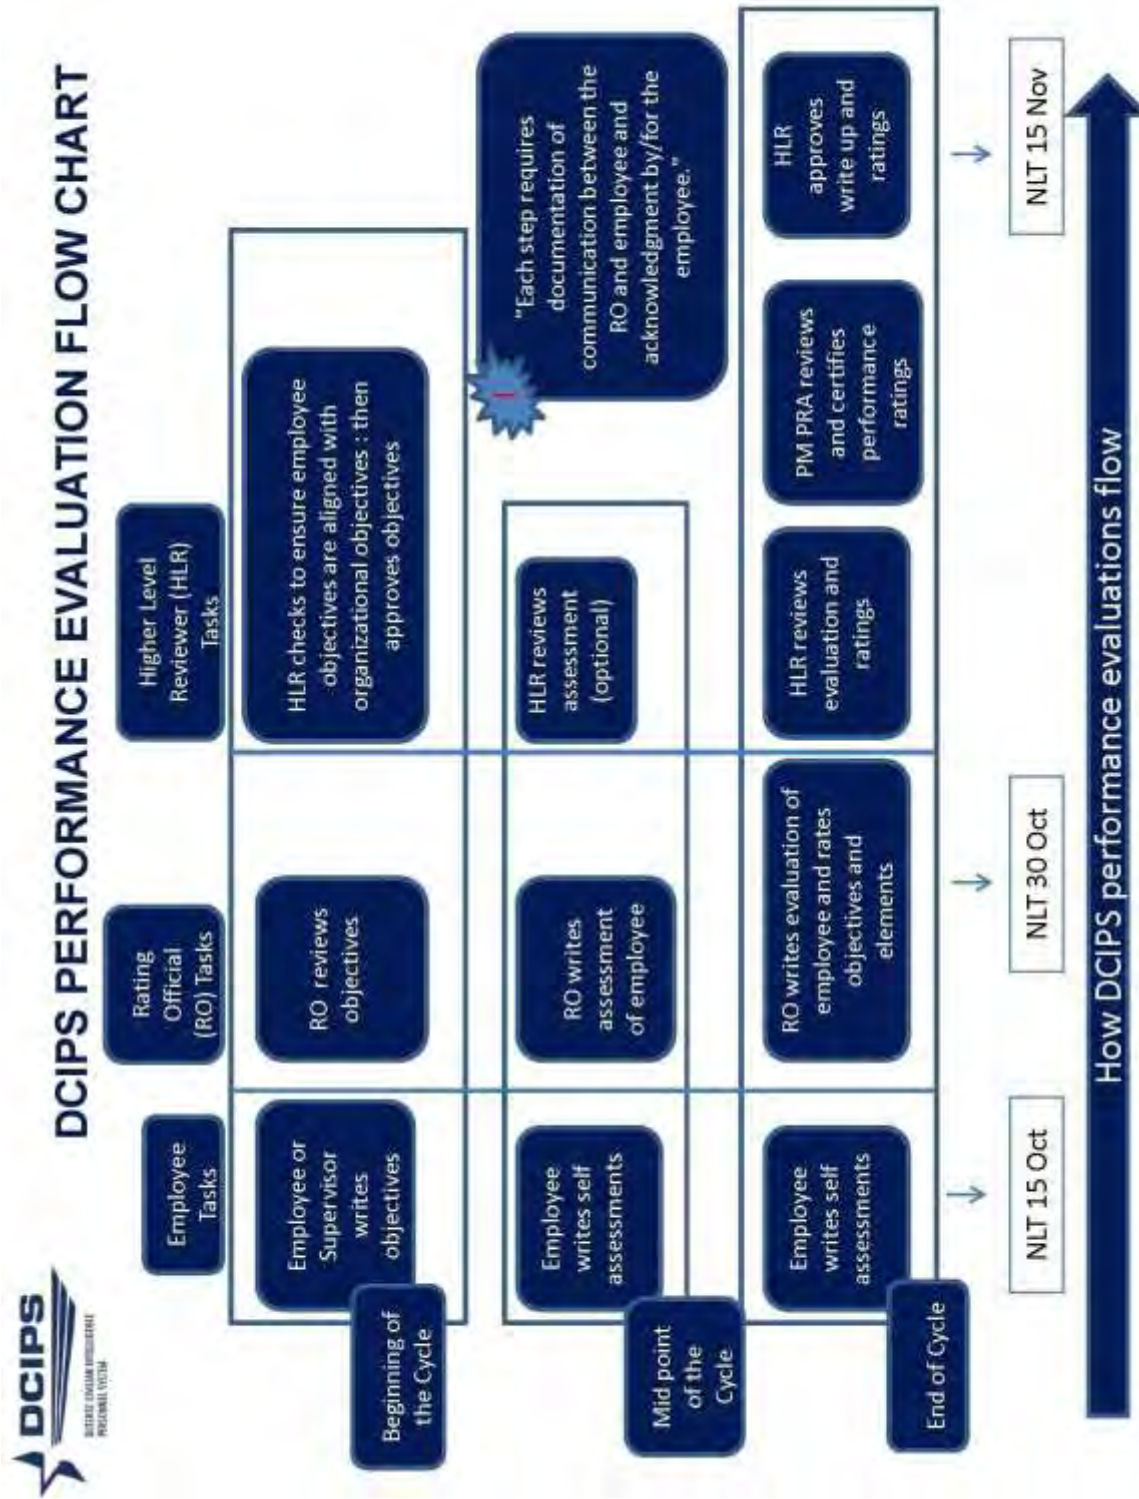 DCIPS
DEFENSE CIVILIAN INTELLIGENCE
PERSONNEL SYSTEM
DCIPS PERFORMANCE EVALUATION FLOW CHART
Employee
Tasks
Rating
Official
(RO) Tasks
Higher Level
Reviewer (HLR)
Tasks
Beginning of
the Cycle
Employee or
Supervisor
writes
objectives
RO reviews
objectives
HLR checks to ensure employee
objectives are aligned with
organizational objectives : then
approves objectives
Mid point
of the
Cycle
Employee
writes self
assessments
RO writes
assessment
of employee
HLR reviews
assessment
(optional)
!
"Each step requires
documentation of
communication between the
RO and employee and
acknowledgment by/for the
employee."
End of Cycle
Employee
writes self
assessments
RO writes evaluation of
employee and rates
objectives and
elements
HLR reviews
evaluation and
ratings
PM PRA reviews
and certifies
performance
ratings
HLR
approves
write up and
ratings
NLT 15 Oct
NLT 30 Oct
NLT 15 Nov
How DCIPS performance evaluations flow